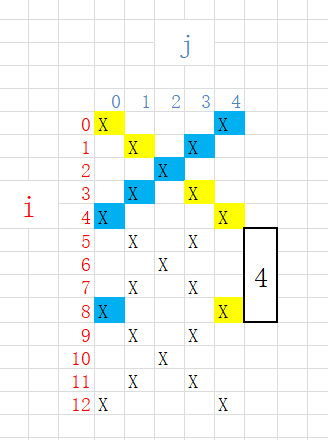 j
0 1 2 3 4
0 X X
1 X X
2 X
3 X X
i
4 X X
5 X X
6 X
4
7 X X
8 X X
9 X X
10 X
11 X X
12 X X